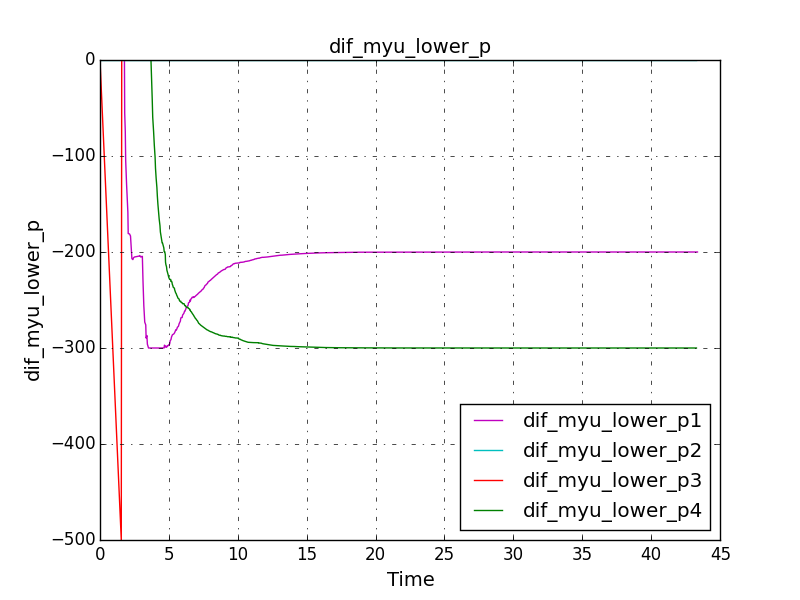 dif_myu_lower_p
0
−100
−200
−300
−400
−500
dif_myu_lower_p
0 5 10 15 20 25 30 35 40 45
Time
dif_myu_lower_p1
dif_myu_lower_p2
dif_myu_lower_p3
dif_myu_lower_p4